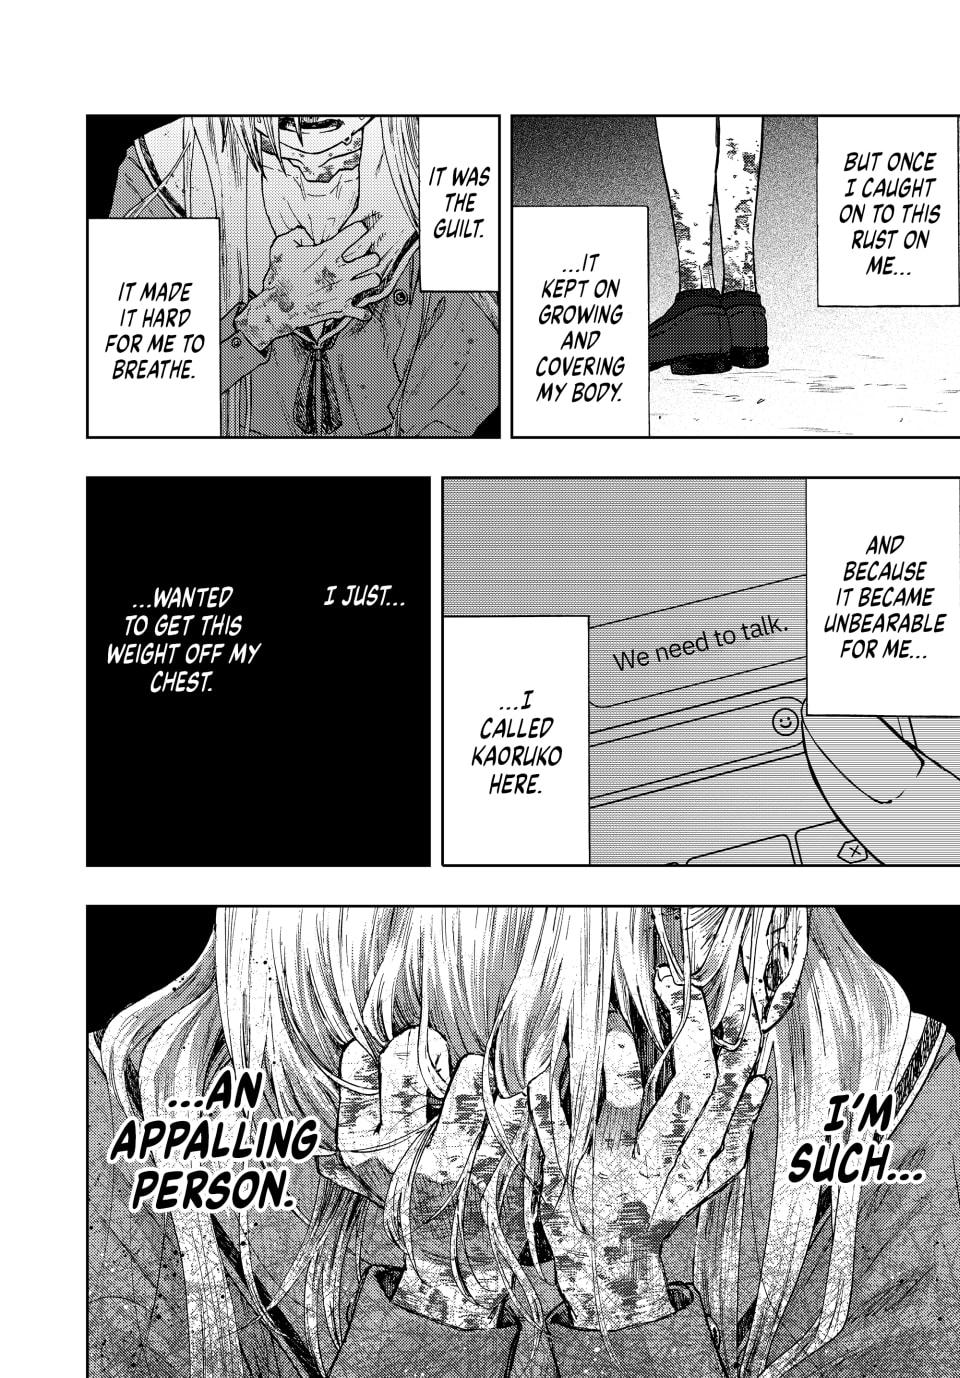 BUT ONCE
I CAUGHT
ON TO THIS
RUST ON
ME...
...IT
KEPT ON
GROWING
AND
COVERING
MY BODY.
IT WAS
THE
GUILT.
IT MADE
IT HARD
FOR ME TO
BREATHE.
AND
BECAUSE
IT BECAME
UNBEARABLE
FOR ME...
We need to talk.
...I
CALLED
KAORUKO
HERE.
I JUST...
...WANTED
TO GET THIS
WEIGHT OFF MY
CHEST.
I'M
SUCH...
...AN
APPALLING
PERSON.